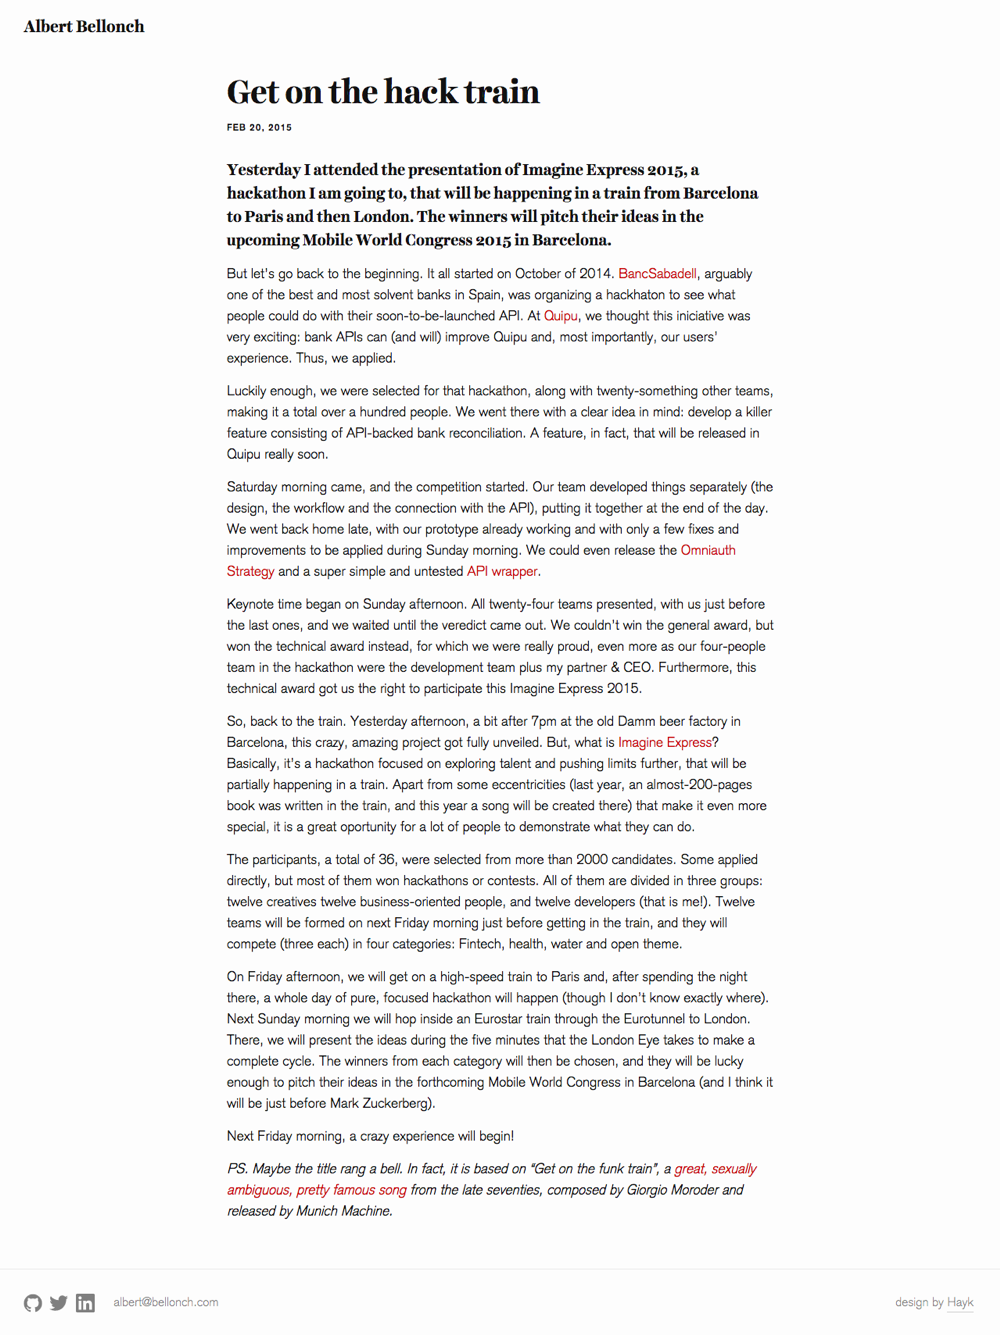 Albert Bellonch
Get on the hack train
FEB 20, 2015
Yesterday I attended the presentation of Imagine Express 2015, a
hackathon I am going to, that will be happening in a train from Barcelona
to Paris and then London. The winners will pitch their ideas in the
upcoming Mobile World Congress 2015 in Barcelona.
But let's go back to the beginning. It all started on October of 2014. BancSabadell, arguably
one of the best and most solvent banks in Spain, was organizing a hackhaton to see what
people could do with their soon-to-be-launched API. At Quipu, we thought this iniciative was
very exciting: bank APIs can (and will) improve Quipu and, most importantly, our users'
experience. Thus, we applied.
Luckily enough, we were selected for that hackathon, along with twenty-something other teams,
making it a total over a hundred people. We went there with a clear idea in mind: develop a killer
feature consisting of API-backed bank reconciliation. A feature, in fact, that will be released in
Quipu really soon.
Saturday morning came, and the competition started. Our team developed things separately (the
design, the workflow and the connection with the API), putting it together at the end of the day.
We went back home late, with our prototype already working and with only a few fixes and
improvements to be applied during Sunday morning. We could even release the Omniauth
Strategy and a super simple and untested API wrapper.
Keynote time began on Sunday afternoon. All twenty-four teams presented, with us just before
the last ones, and we waited until the veredict came out. We couldn't win the general award, but
won the technical award instead, for which we were really proud, even more as our four-people
team in the hackathon were the development team plus my partner & CEO. Furthermore, this
technical award got us the right to participate this Imagine Express 2015.
So, back to the train. Yesterday afternoon, a bit after 7pm at the old Damm beer factory in
Barcelona, this crazy, amazing project got fully unveiled. But, what is Imagine Express?
Basically, it's a hackathon focused on exploring talent and pushing limits further, that will be
partially happening in a train. Apart from some eccentricities (last year, an almost-200-pages
book was written in the train, and this year a song will be created there) that make it even more
special, it is a great oportunity for a lot of people to demonstrate what they can do.
The participants, a total of 36, were selected from more than 2000 candidates. Some applied
directly, but most of them won hackathons or contests. All of them are divided in three groups:
twelve creatives twelve business-oriented people, and twelve developers (that is me!). Twelve
teams will be formed on next Friday morning just before getting in the train, and they will
compete (three each) in four categories: Fintech, health, water and open theme.
On Friday afternoon, we will get on a high-speed train to Paris and, after spending the night
there, a whole day of pure, focused hackathon will happen (though I don't know exactly where).
Next Sunday morning we will hop inside an Eurostar train through the Eurotunnel to London.
There, we will present the ideas during the five minutes that the London Eye takes to make a
complete cycle. The winners from each category will then be chosen, and they will be lucky
enough to pitch their ideas in the forthcoming Mobile World Congress in Barcelona (and I think it
will be just before Mark Zuckerberg).
Next Friday morning, a crazy experience will begin!
PS. Maybe the title rang a bell. In fact, it is based on "Get on the funk train", a great, sexually
ambiguous, pretty famous song from the late seventies, composed by Giorgio Moroder and
released by Munich Machine.
albert@bellonch.com
design by Hayk